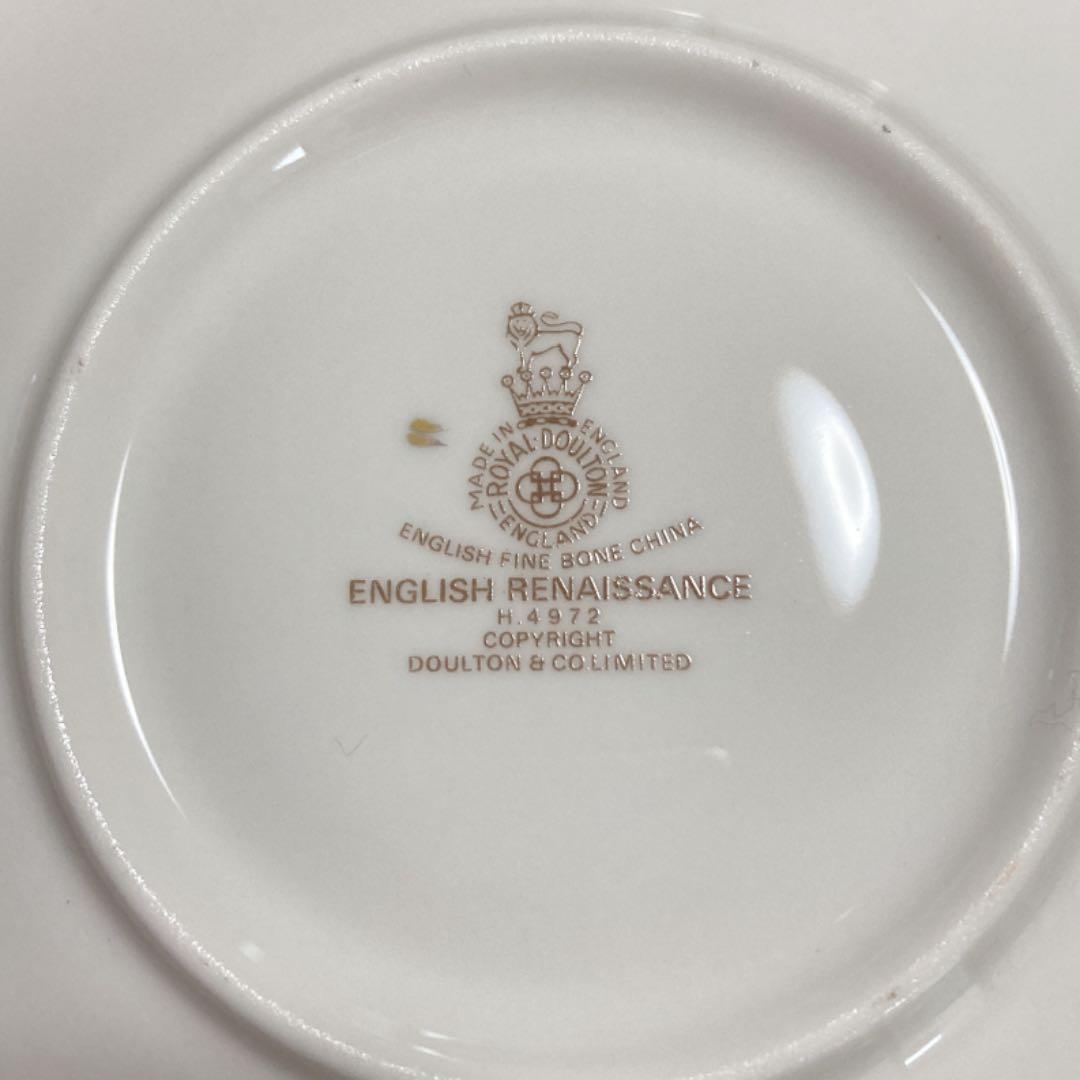 MADE IN ENGLAND
ROYAL·DOULTON
ENGLAND
ENGLISH FINE BONE CHINA
ENGLISH RENAISSANCE
H.4972
COPYRIGHT
DOULTON & CO.LIMITED